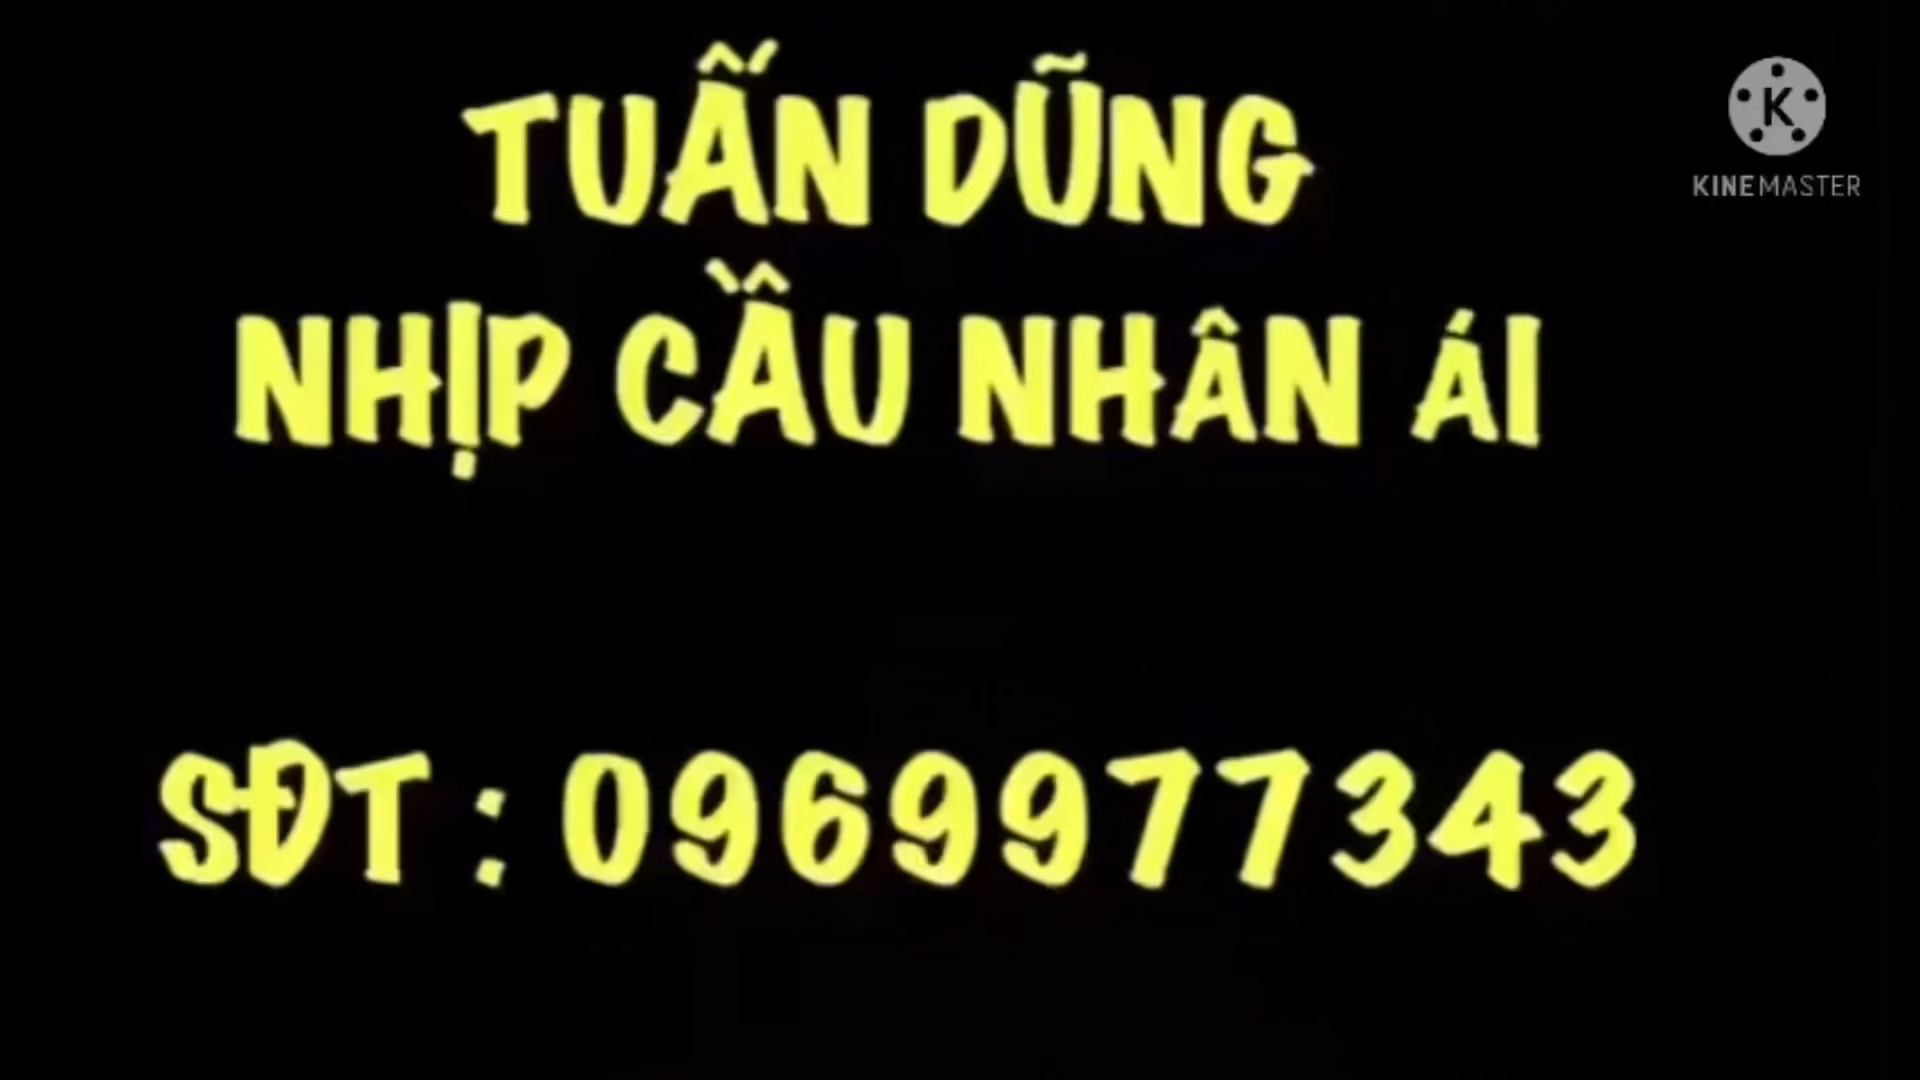 TUẤN DŨNG
NHỊP CẦU NHÂN ÁI
SĐT : 0969977343
K
KINEMASTER